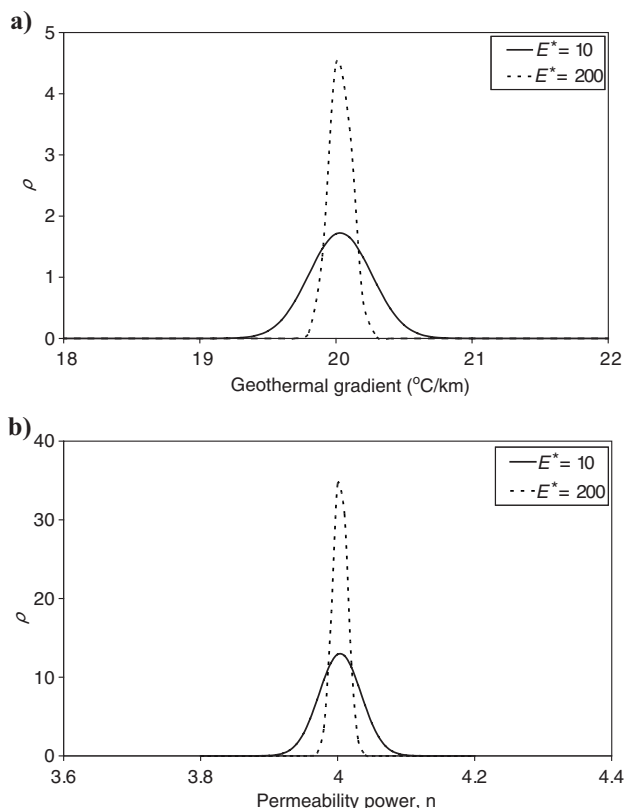 a)
5
4
3
2
1
0
ρ
E*= 10
E*= 200
18 19 20 21 22
Geothermal gradient (°C/km)
b)
40
30
20
10
0
ρ
E*= 10
E*= 200
3.6 3.8 4 4.2 4.4
Permeability power, n